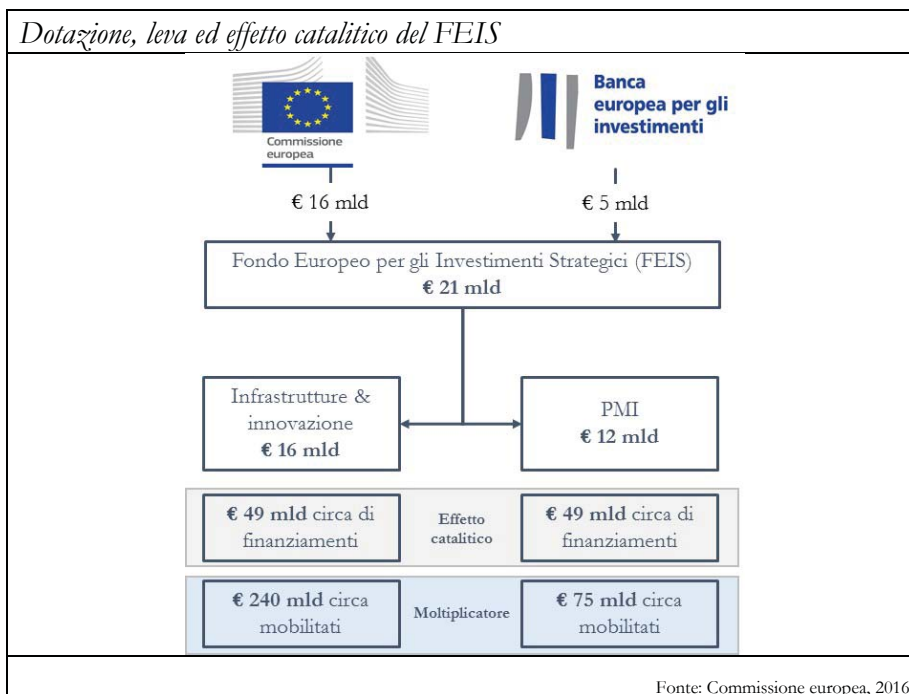 Dotazione, leva ed effetto catalitico del FEIS
Commissione
europea
Banca
europea per gli
investimenti
€ 16 mld
€ 5 mld
Fondo Europeo per gli Investimenti Strategici (FEIS)
€ 21 mld
Infrastrutture &
innovazione
€ 16 mld
PMI
€ 12 mld
€ 49 mld circa di
finanziamenti
Effetto
catalitico
€ 49 mld circa di
finanziamenti
€ 240 mld circa
mobilitati
Moltiplicatore
€ 75 mld circa
mobilitati
Fonte: Commissione europea, 2016